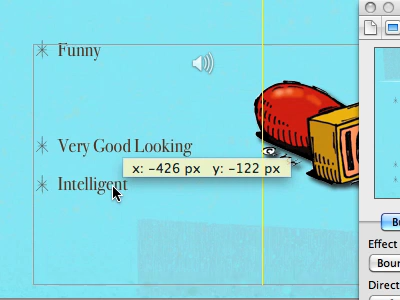 Funny
Very Good Looking
x: -426 px y: -122 px
Intelligent
Effect
Direct